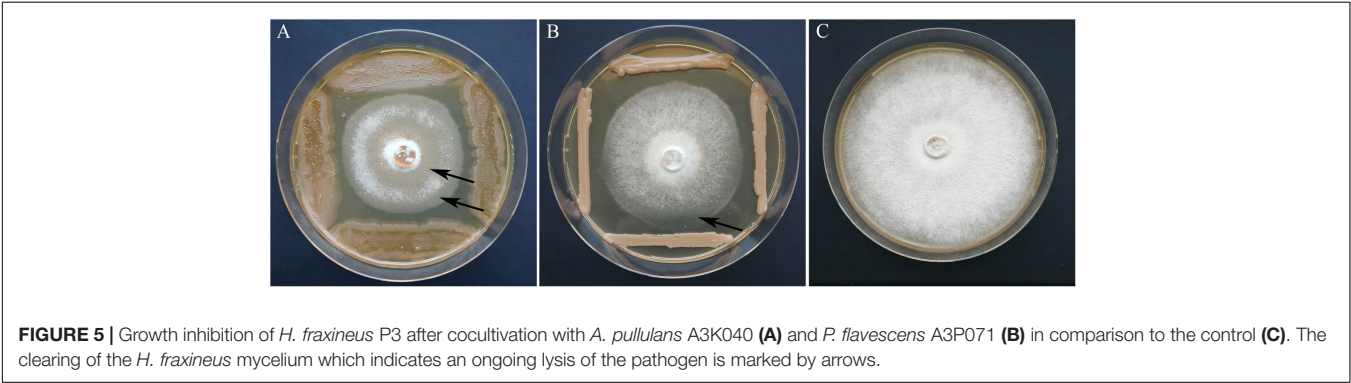 A B C
FIGURE 5 | Growth inhibition of H. fraxineus P3 after cocultivation with A. pullulans A3K040 (A) and P. flavescens A3P071 (B) in comparison to the control (C). The
clearing of the H. fraxineus mycelium which indicates an ongoing lysis of the pathogen is marked by arrows.